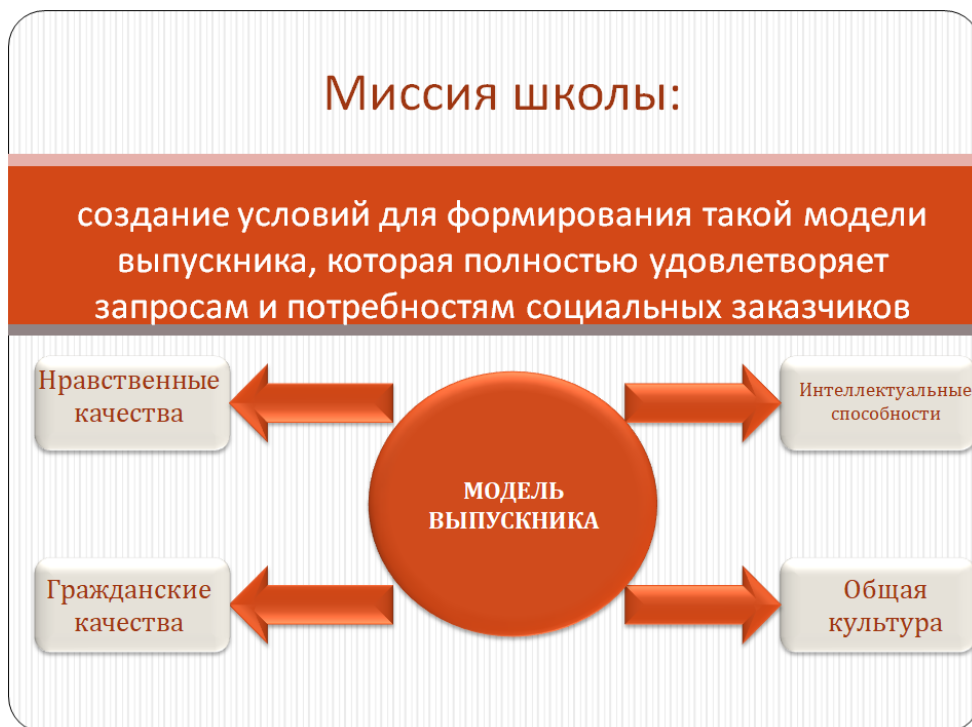 Миссия школы:
создание условий для формирования такой модели
выпускника, которая полностью удовлетворяет
запросам и потребностям социальных заказчиков
Нравственные
качества
Интеллектуальные
способности
МОДЕЛЬ
ВЫПУСКНИКА
Гражданские
качества
Общая
культура